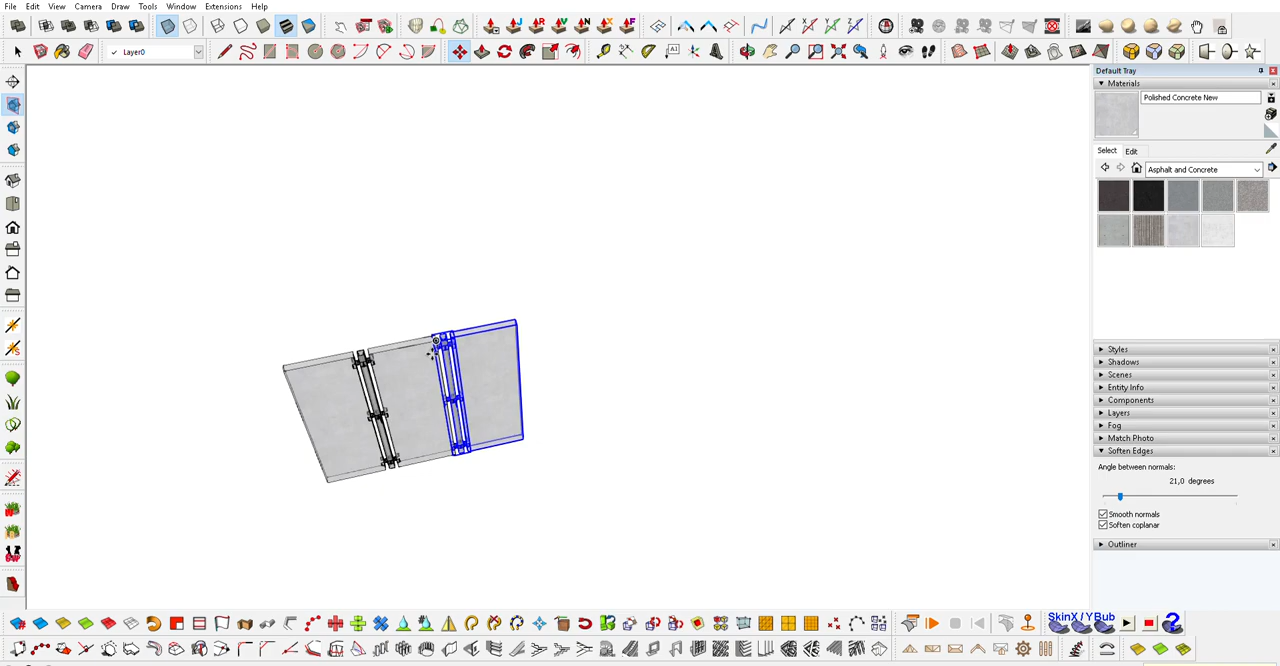 File Edit View Camera Draw Tools Window Extensions Help
Default Tray
Materials
Polished Concrete New
Layer0
Select Edit
Asphalt and Concrete
Styles
Shadows
Scenes
Entity Info
Components
Layers
Fog
Match Photo
Soften Edges
Angle between normals:
21,0 degrees
Smooth normals
Soften coplanar
Outliner
SkinX / YBub